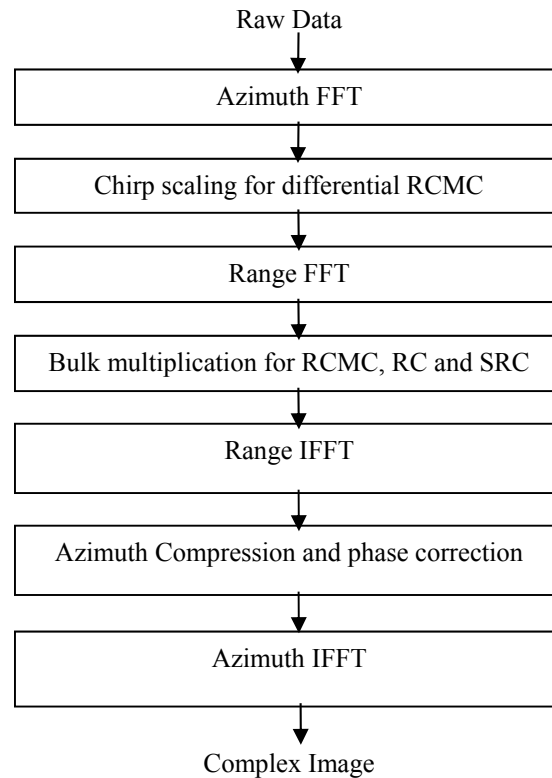 Raw Data
Azimuth FFT
Chirp scaling for differential RCMC
Range FFT
Bulk multiplication for RCMC, RC and SRC
Range IFFT
Azimuth Compression and phase correction
Azimuth IFFT
Complex Image